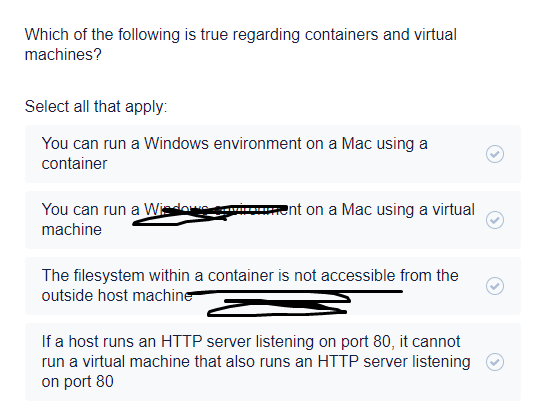 Which of the following is true regarding containers and virtual
machines?
Select all that apply:
You can run a Windows environment on a Mac using a
container
You can run a Windows environment on a Mac using a virtual
machine
The filesystem within a container is not accessible from the
outside host machine
If a host runs an HTTP server listening on port 80, it cannot
run a virtual machine that also runs an HTTP server listening
on port 80